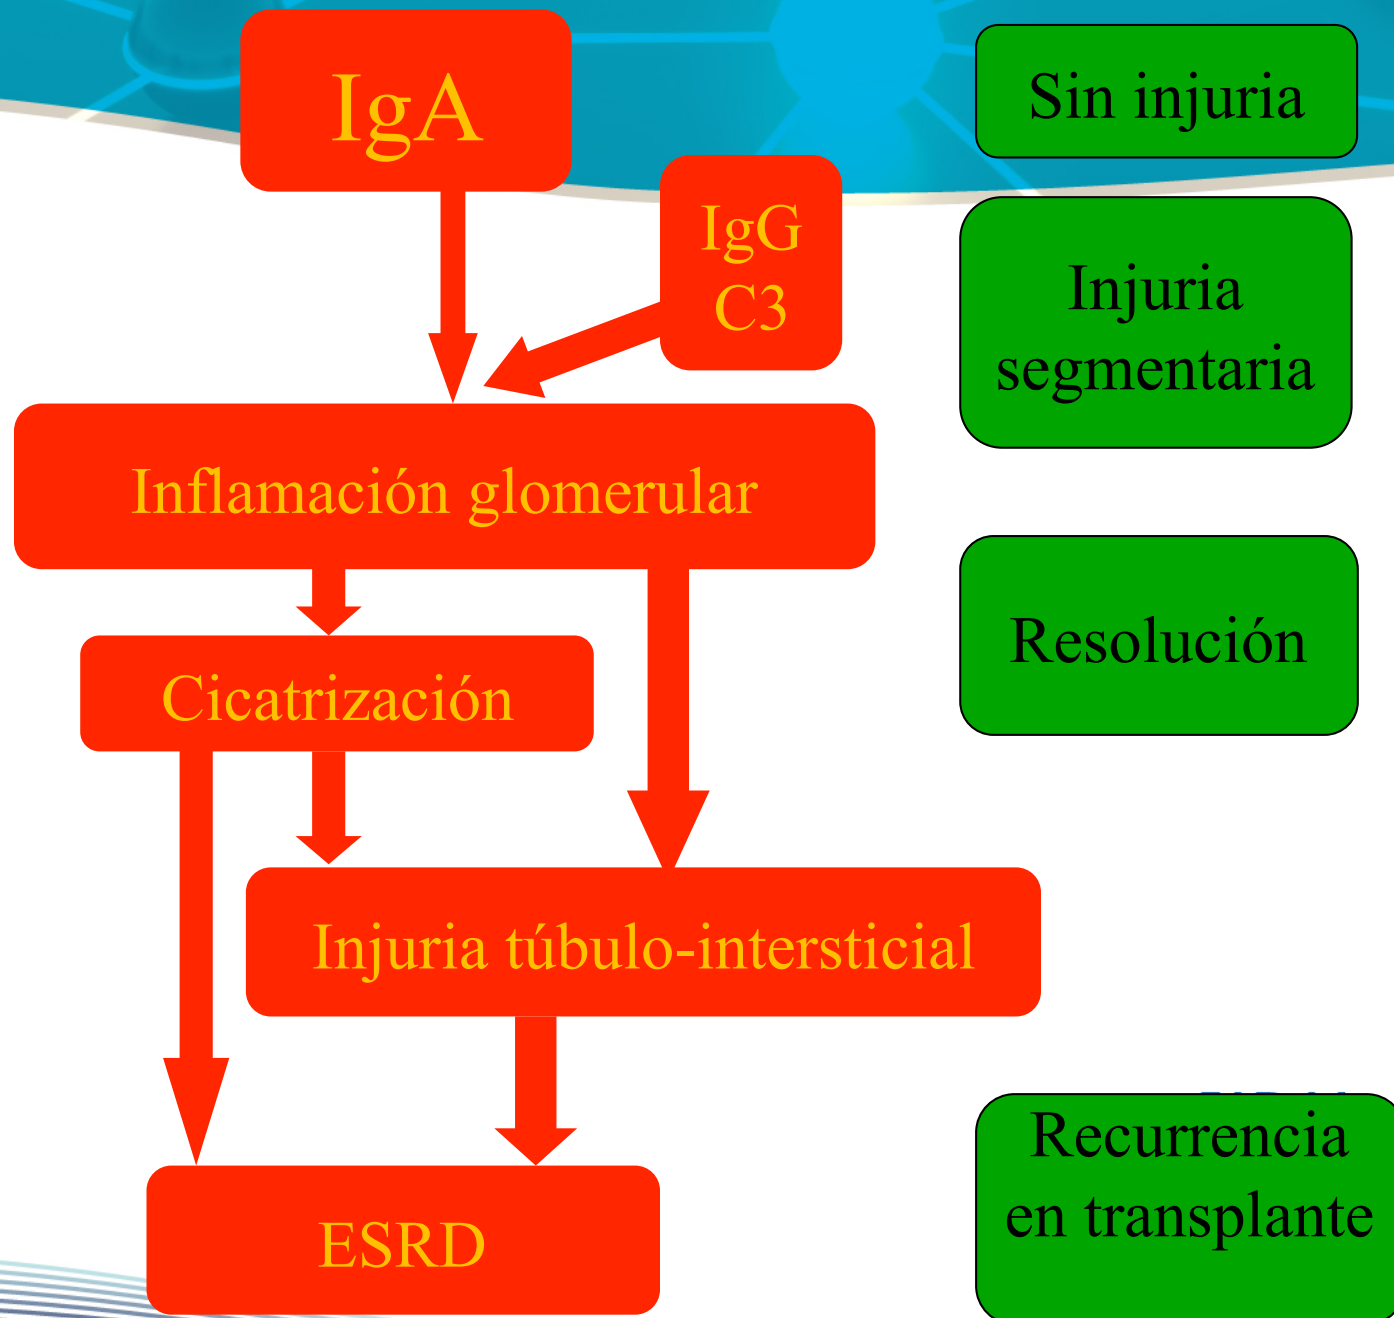 IgA
Sin injuria
IgG
C3
Injuria
segmentaria
Inflamación glomerular
Resolución
Cicatrización
Injuria túbulo-intersticial
Recurrencia
en transplante
ESRD